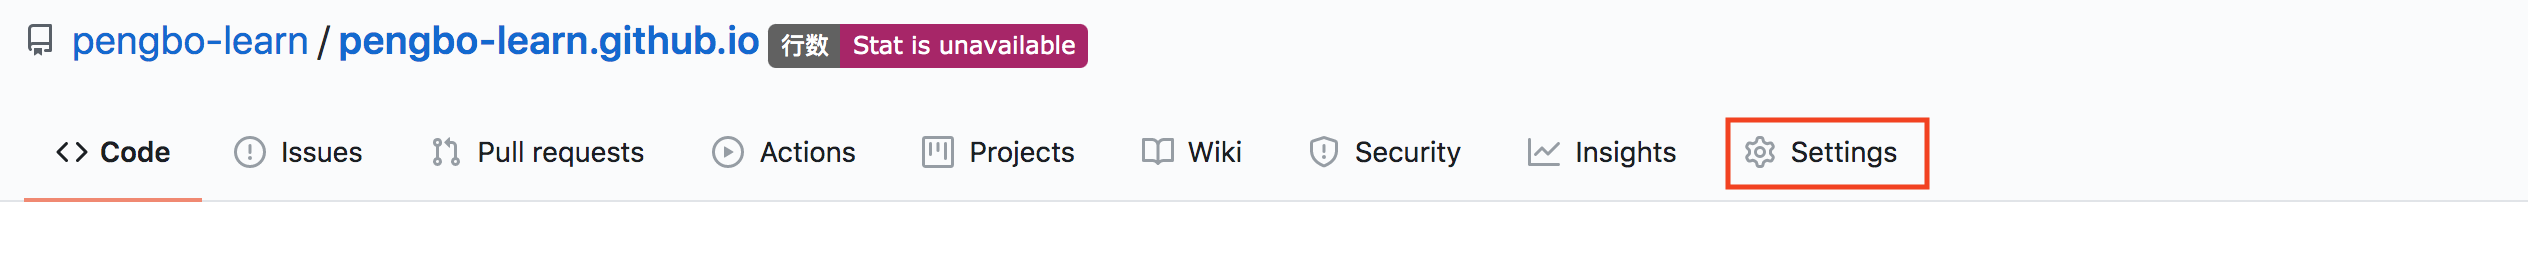 pengbo-learn / pengbo-learn.github.io 行数 Stat is unavailable
Code Issues Pull requests Actions Projects Wiki Security Insights Settings